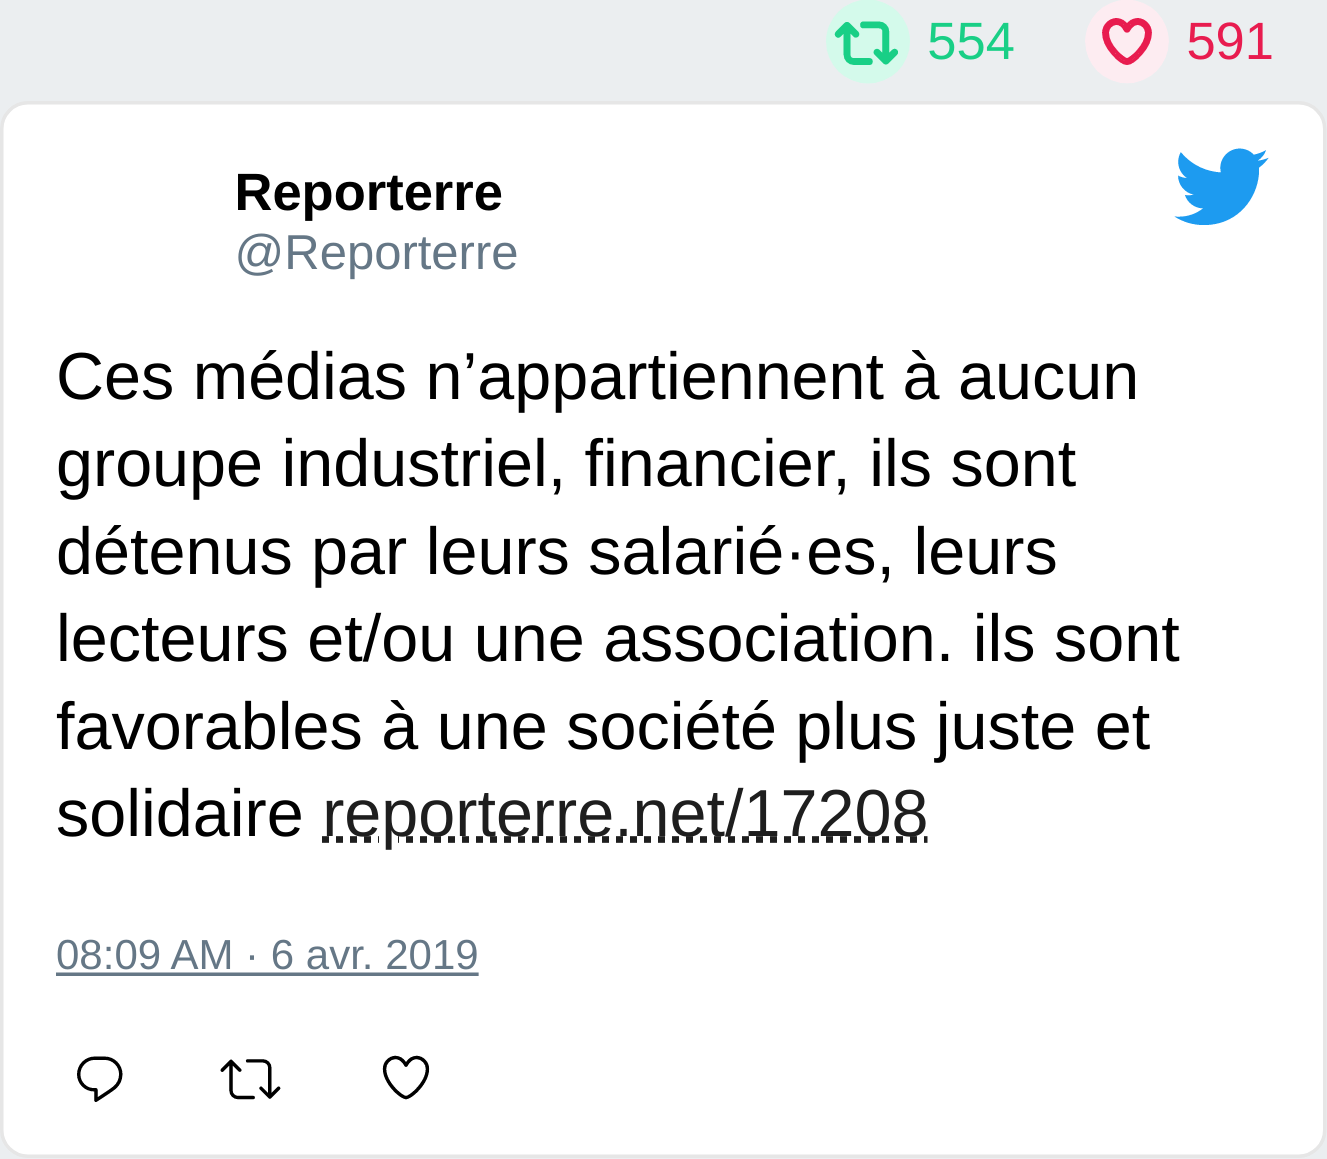 554 591
Reporterre
@Reporterre
Ces médias n’appartiennent à aucun
groupe industriel, financier, ils sont
détenus par leurs salarié·es, leurs
lecteurs et/ou une association. ils sont
favorables à une société plus juste et
solidaire reporterre.net/17208
08:09 AM · 6 avr. 2019